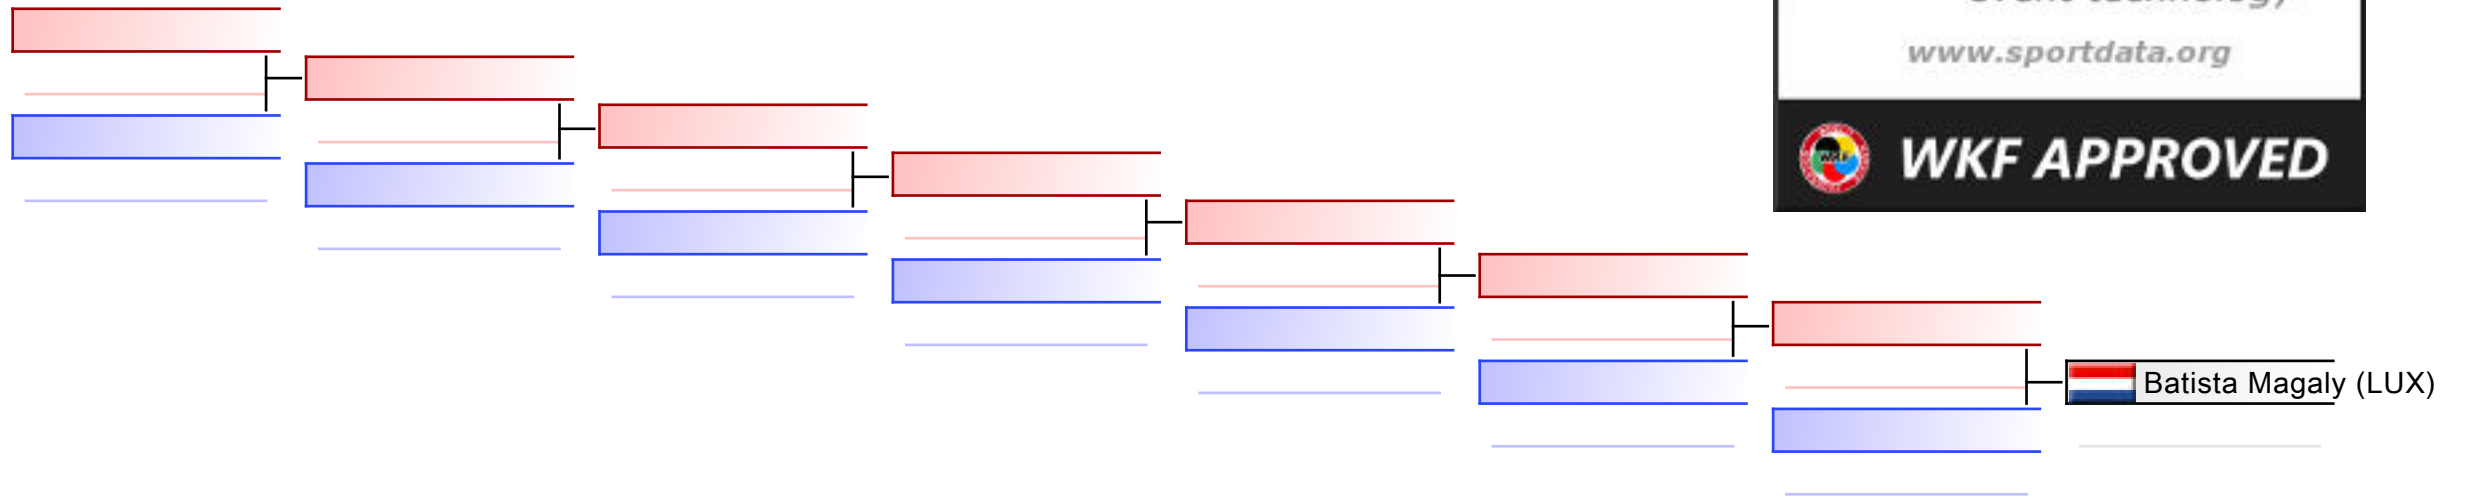 www.sportdata.org
WKF APPROVED
Batista Magaly (LUX)